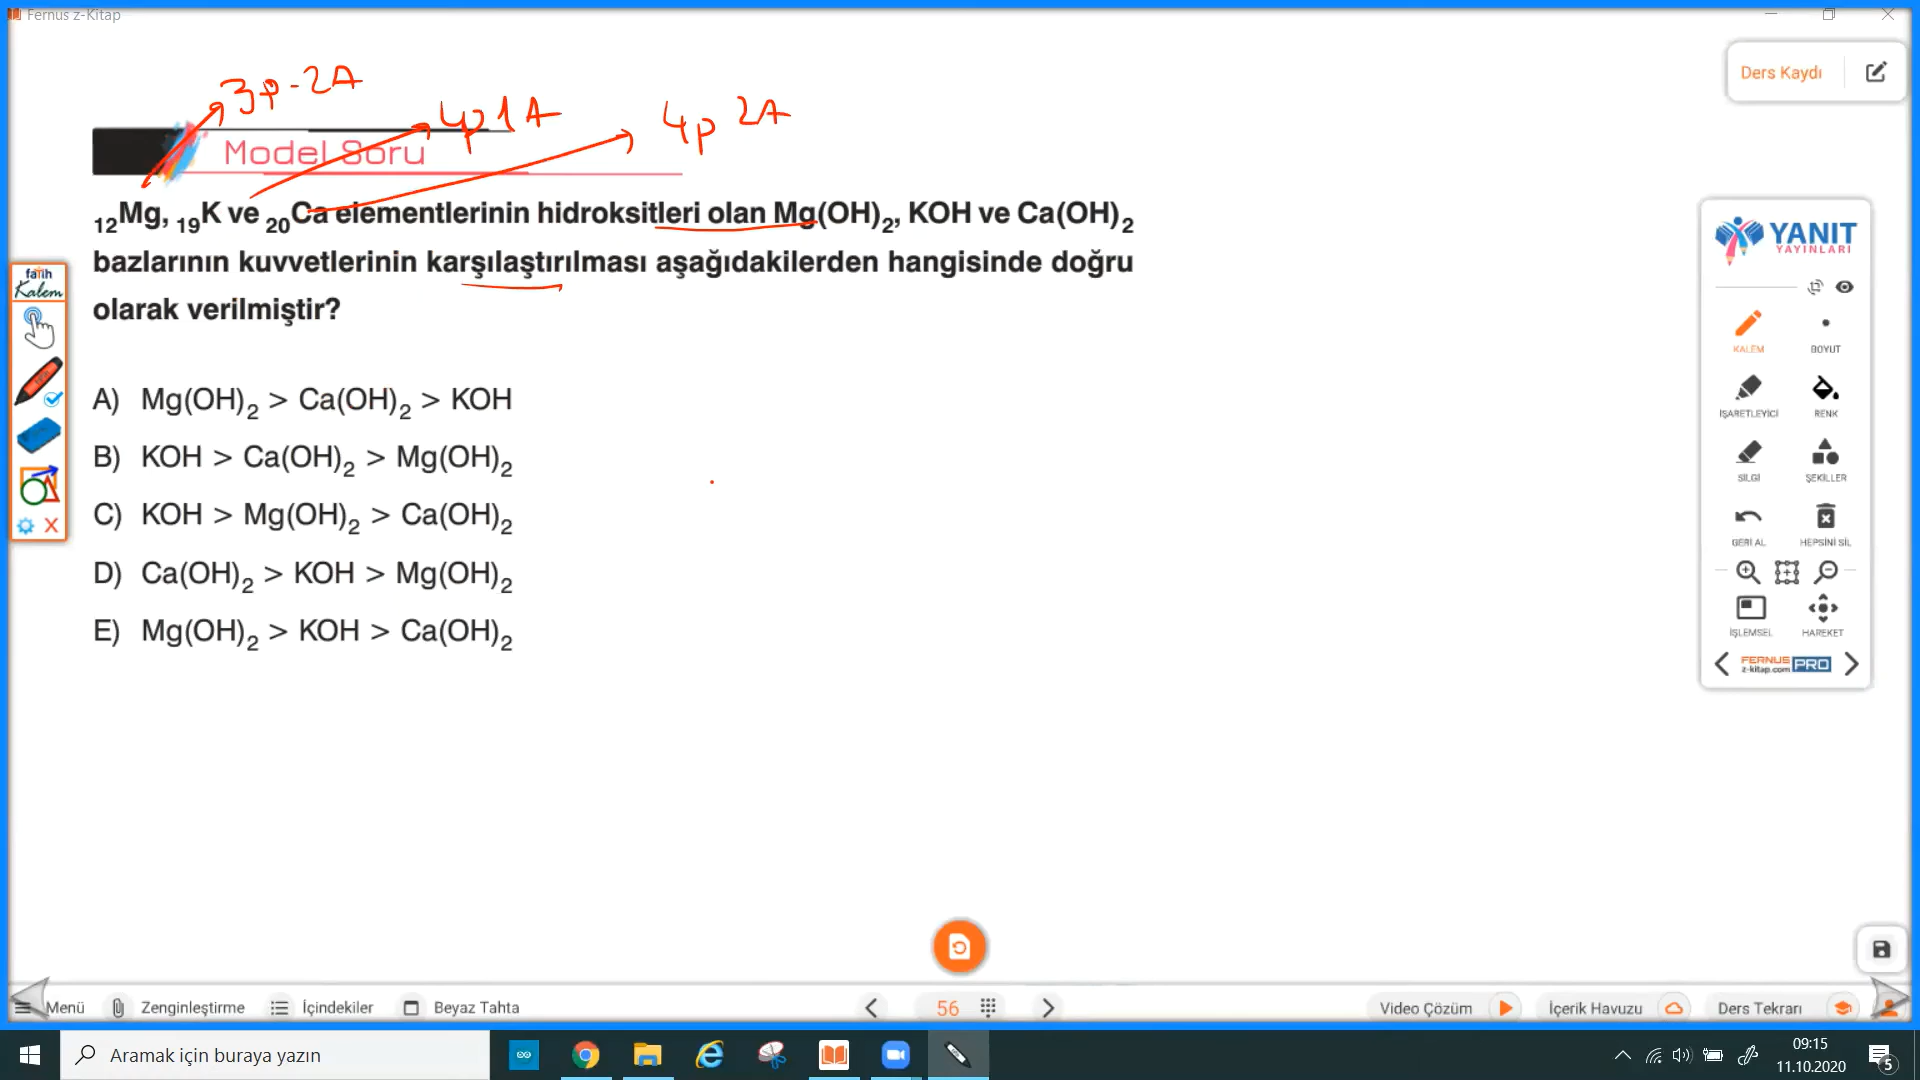 Fernus z-Kitap
Ders Kaydı
3p-2A
4p1A
4p 2A
Model Soru
₁₂Mg, ₁₉K ve ₂₀Ca elementlerinin hidroksitleri olan Mg(OH)₂, KOH ve Ca(OH)₂
bazlarının kuvvetlerinin karşılaştırılması aşağıdakilerden hangisinde doğru
olarak verilmiştir?
A) Mg(OH)₂ > Ca(OH)₂ > KOH
B) KOH > Ca(OH)₂ > Mg(OH)₂
C) KOH > Mg(OH)₂ > Ca(OH)₂
D) Ca(OH)₂ > KOH > Mg(OH)₂
E) Mg(OH)₂ > KOH > Ca(OH)₂
fatih
Kalem
YANIT
YAYINLARI
KALEM BOYUT
İŞARETLEYİCİ RENK
SİLGİ ŞEKİLLER
GERİ AL HEPSİNİ SİL
İŞLEMSEL HAREKET
FERNUS PRO
z-kitap.com
Menü Zenginleştirme İçindekiler Beyaz Tahta 56 Video Çözüm İçerik Havuzu Ders Tekrarı
Aramak için buraya yazın
09:15
11.10.2020
5